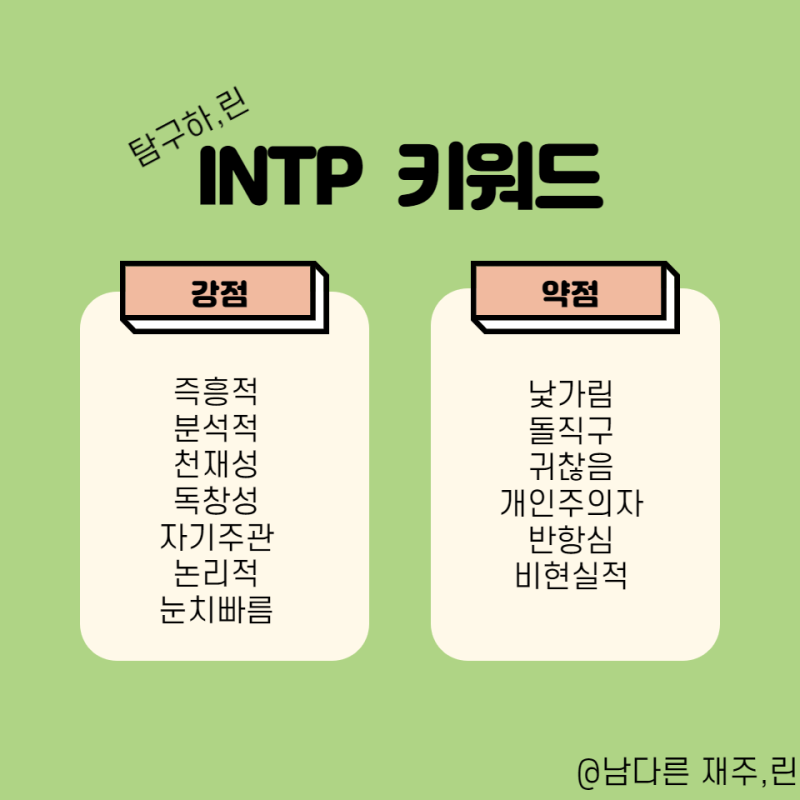 탐구하,린
INTP 키워드
강점
즉흥적
분석적
천재성
독창성
자기주관
논리적
눈치빠름
약점
낯가림
돌직구
귀찮음
개인주의자
반항심
비현실적
@남다른 재주,린